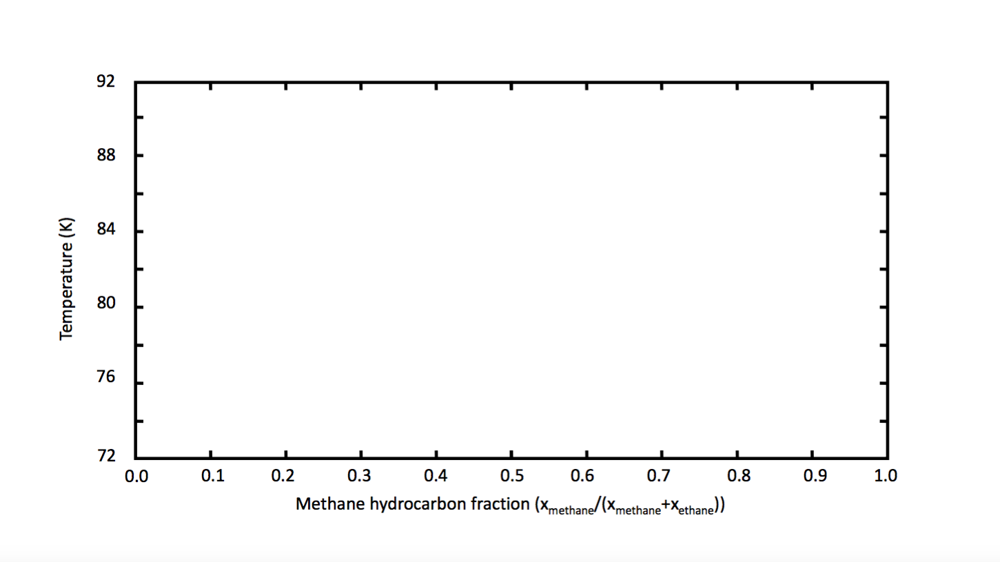 92
88
84
80
76
72
Temperature (K)
0.0 0.1 0.2 0.3 0.4 0.5 0.6 0.7 0.8 0.9 1.0
Methane hydrocarbon fraction (xmethane/(xmethane+xethane))